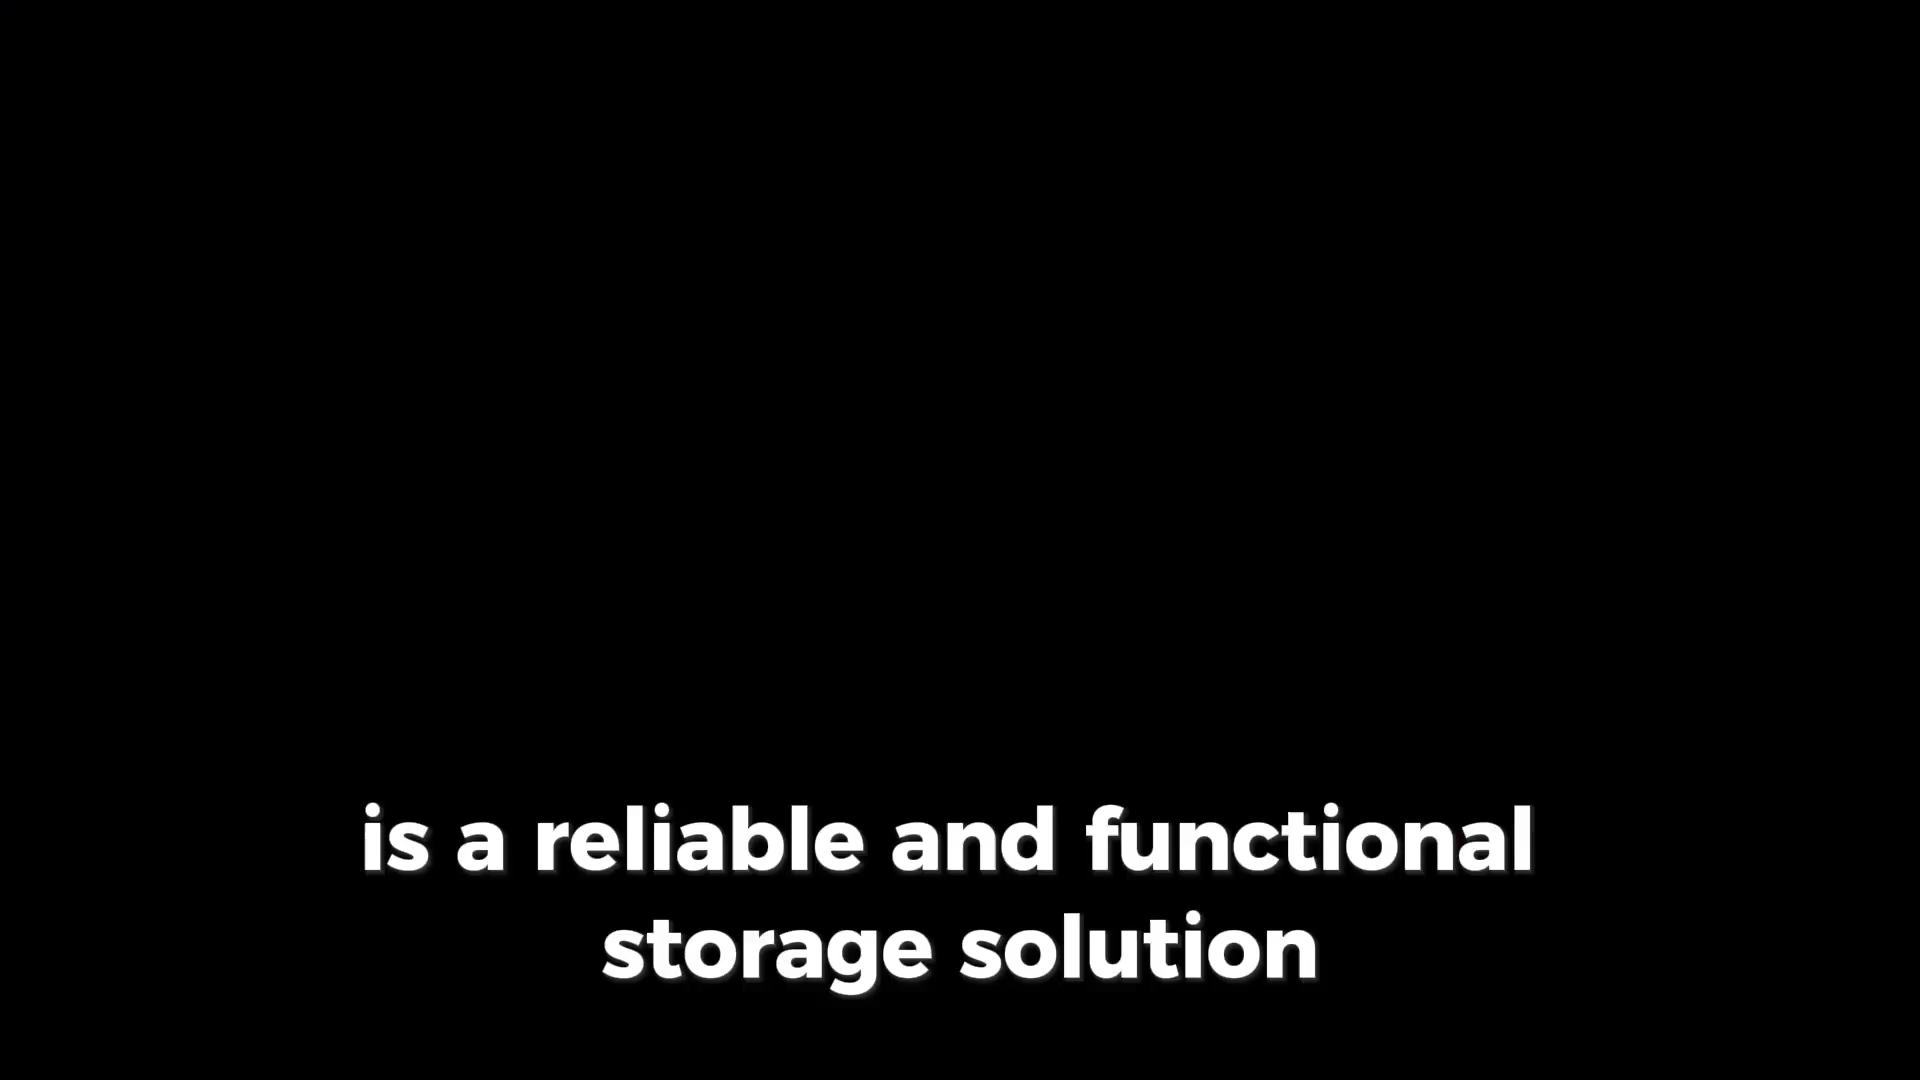 is a reliable and functional
storage solution